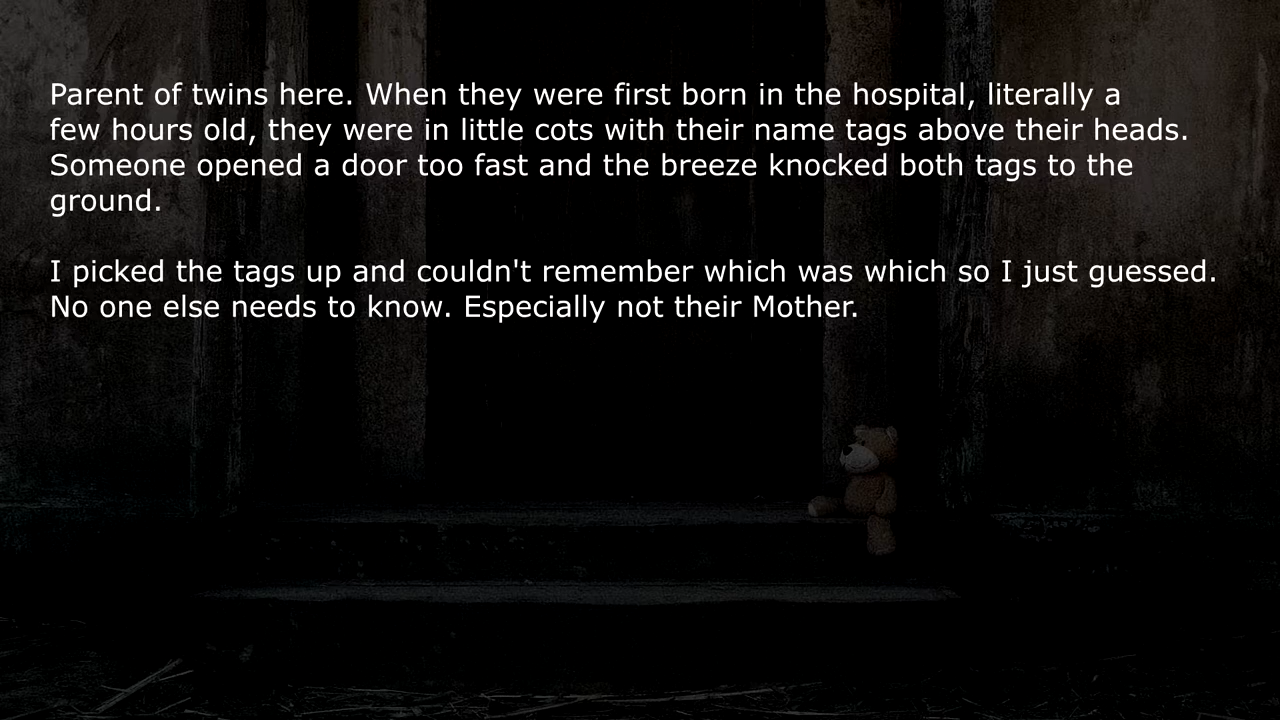 Parent of twins here. When they were first born in the hospital, literally a
few hours old, they were in little cots with their name tags above their heads.
Someone opened a door too fast and the breeze knocked both tags to the
ground.
I picked the tags up and couldn't remember which was which so I just guessed.
No one else needs to know. Especially not their Mother.